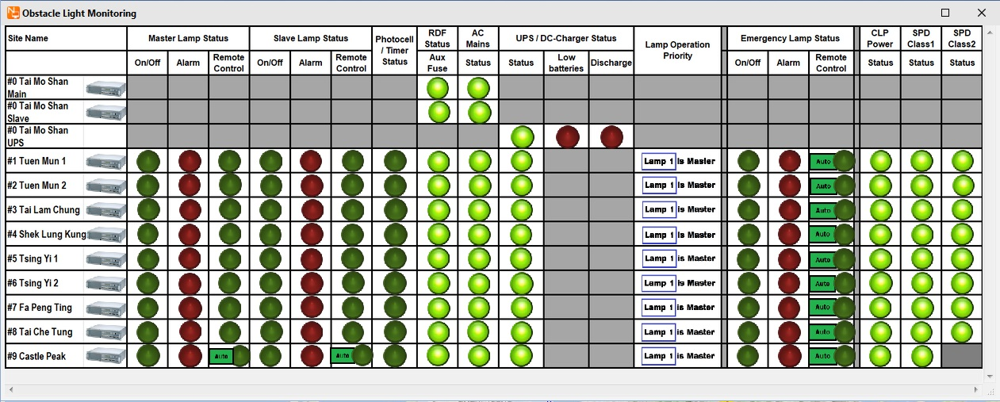 Obstacle Light Monitoring
Site Name
Master Lamp Status
Slave Lamp Status
Photocell
/ Timer
Status
RDF
Status
AC
Mains
UPS / DC-Charger Status
Lamp Operation
Priority
Emergency Lamp Status
CLP
Power
SPD
Class1
SPD
Class2
On/Off
Alarm
Remote
Control
On/Off
Alarm
Remote
Control
Aux
Fuse
Status
Status
Low
batteries
Discharge
On/Off
Alarm
Remote
Control
Status
Status
Status
#0 Tai Mo Shan
Main
#0 Tai Mo Shan
Slave
#0 Tai Mo Shan
UPS
#1 Tuen Mun 1 Lamp 1 is Master Auto
#2 Tuen Mun 2 Lamp 1 is Master Auto
#3 Tai Lam Chung Lamp 1 is Master Auto
#4 Shek Lung Kung Lamp 1 is Master Auto
#5 Tsing Yi 1 Lamp 1 is Master Auto
#6 Tsing Yi 2 Lamp 1 is Master Auto
#7 Fa Peng Ting Lamp 1 is Master Auto
#8 Tai Che Tung Lamp 1 is Master Auto
#9 Castle Peak Auto Auto Lamp 1 is Master Auto